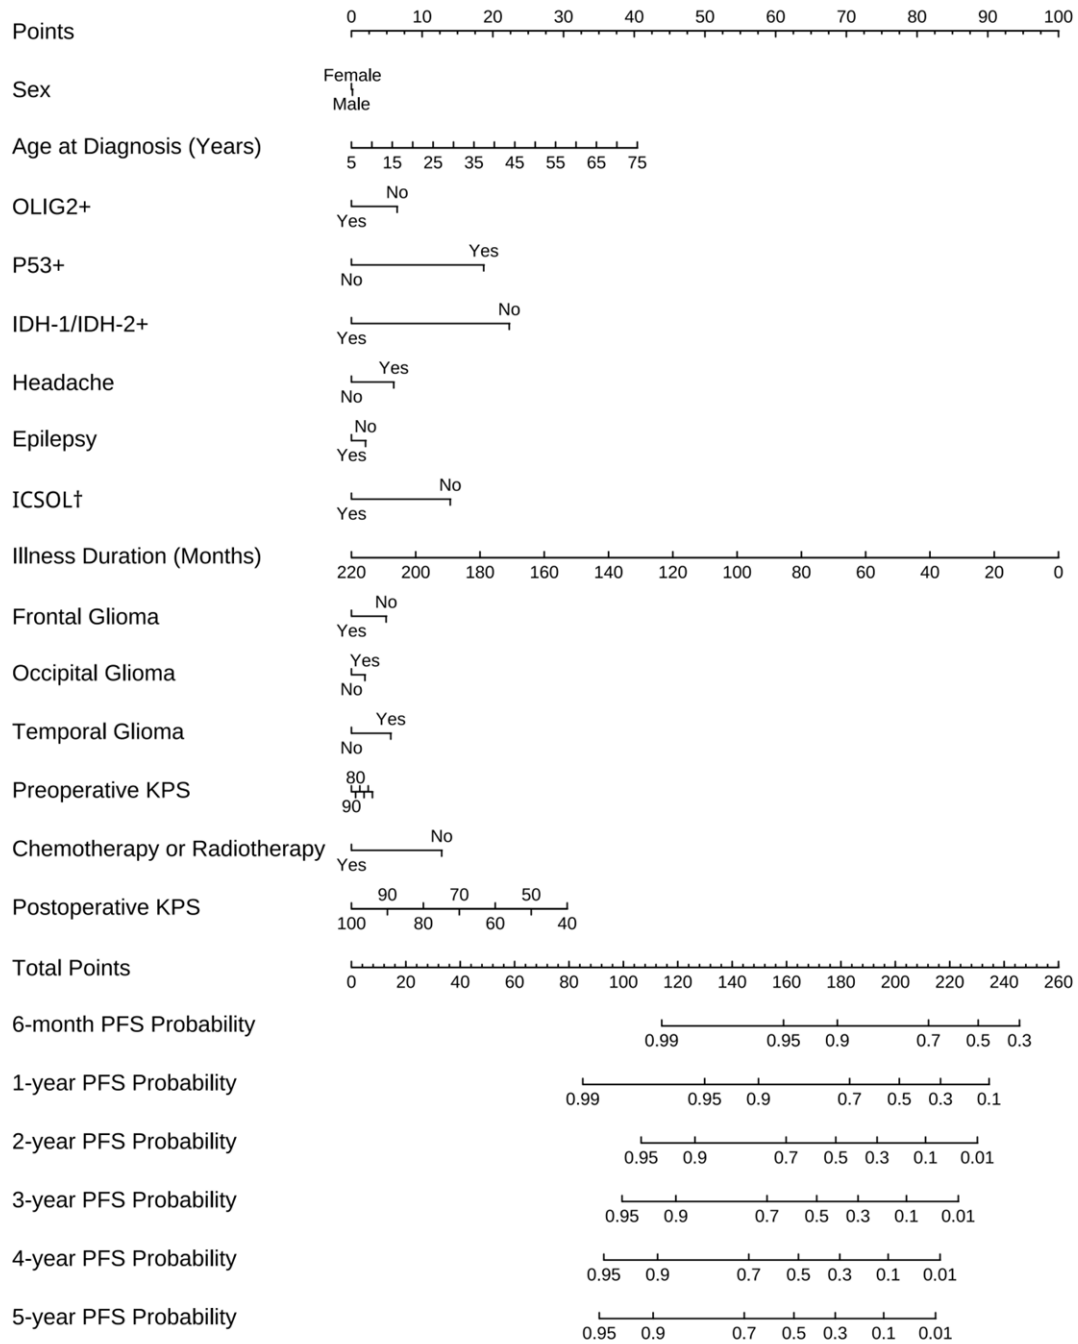 Points 0 10 20 30 40 50 60 70 80 90 100
Female
Sex
Male
Age at Diagnosis (Years)
5 15 25 35 45 55 65 75
No
OLIG2+
Yes
Yes
P53+
No
No
IDH-1/IDH-2+
Yes
Yes
Headache
No
No
Epilepsy
Yes
No
ICSOL†
Yes
Illness Duration (Months)
220 200 180 160 140 120 100 80 60 40 20 0
No
Frontal Glioma
Yes
Yes
Occipital Glioma
No
Yes
Temporal Glioma
No
80
Preoperative KPS
90
No
Chemotherapy or Radiotherapy
Yes
90 70 50
Postoperative KPS
100 80 60 40
Total Points
0 20 40 60 80 100 120 140 160 180 200 220 240 260
6-month PFS Probability
0.99 0.95 0.9 0.7 0.5 0.3
1-year PFS Probability
0.99 0.95 0.9 0.7 0.5 0.3 0.1
2-year PFS Probability
0.95 0.9 0.7 0.5 0.3 0.1 0.01
3-year PFS Probability
0.95 0.9 0.7 0.5 0.3 0.1 0.01
4-year PFS Probability
0.95 0.9 0.7 0.5 0.3 0.1 0.01
5-year PFS Probability
0.95 0.9 0.7 0.5 0.3 0.1 0.01